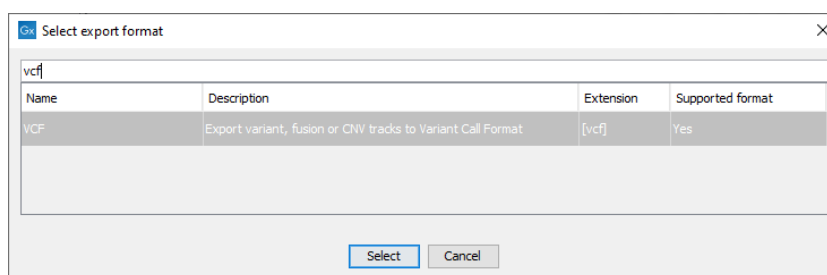 Gx Select export format
vcf
Name Description Extension Supported format
VCF Export variant, fusion or CNV tracks to Variant Call Format [vcf] Yes
Select Cancel